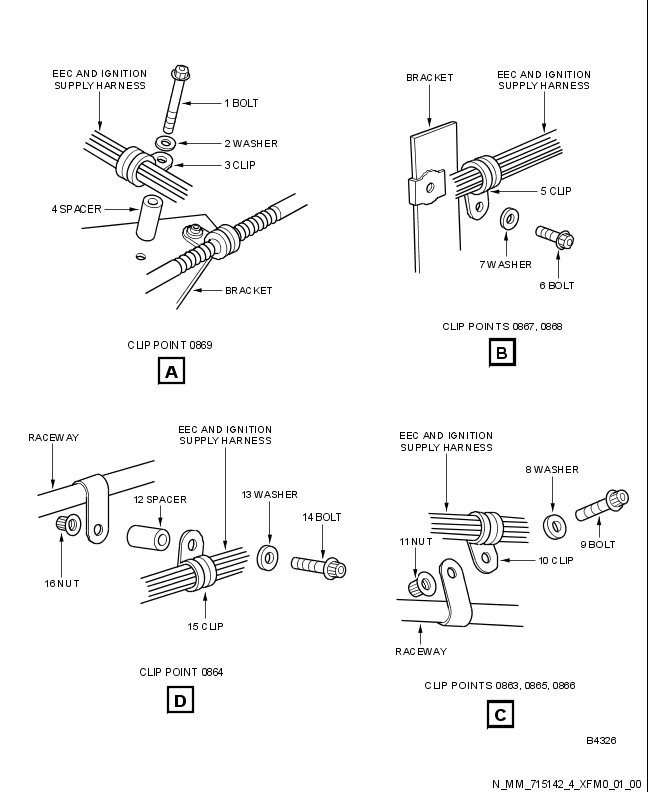 EEC AND IGNITION
SUPPLY HARNESS
1 BOLT
2 WASHER
3 CLIP
4 SPACER
BRACKET
CLIP POINT 0869
A
BRACKET
EEC AND IGNITION
SUPPLY HARNESS
5 CLIP
7 WASHER
6 BOLT
CLIP POINTS 0867, 0868
B
RACEWAY
EEC AND IGNITION
SUPPLY HARNESS
12 SPACER
13 WASHER
14 BOLT
16 NUT
15 CLIP
CLIP POINT 0864
D
EEC AND IGNITION
SUPPLY HARNESS
8 WASHER
9 BOLT
11 NUT
10 CLIP
RACEWAY
CLIP POINTS 0863, 0865, 0866
C
B4326
N_MM_715142_4_XFM0_01_00